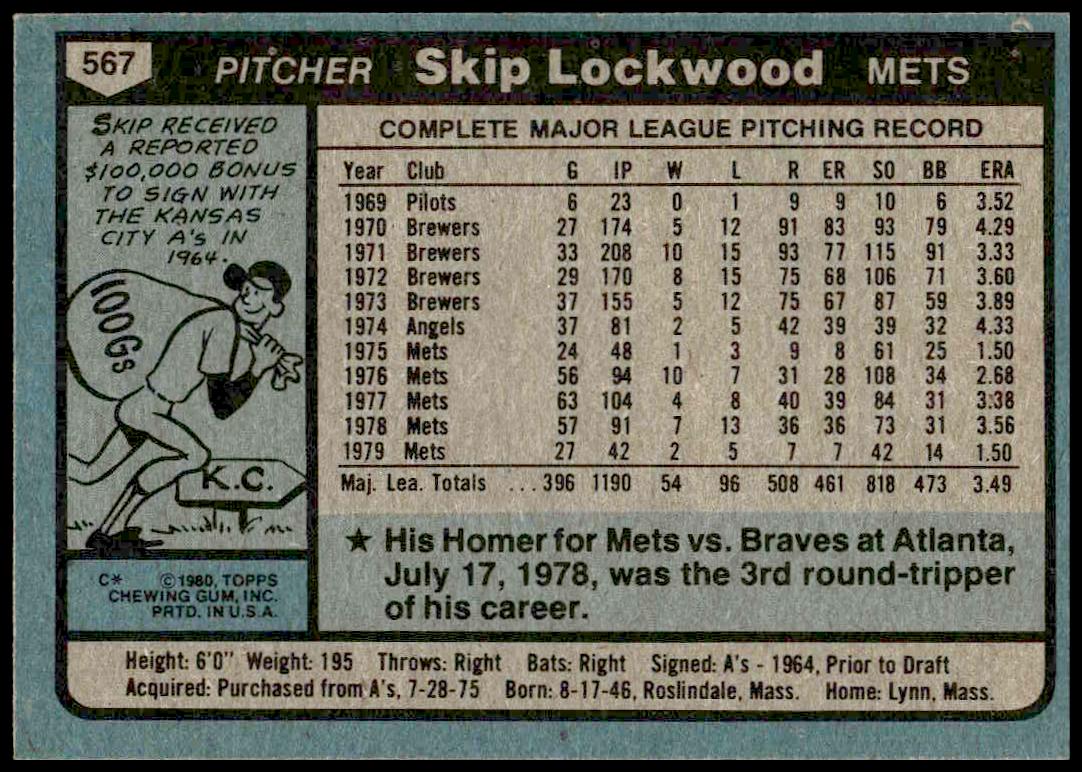 567 PITCHER Skip Lockwood METS
SKIP RECEIVED
A REPORTED
$100,000 BONUS
TO SIGN WITH
THE KANSAS
CITY A'S IN
1964.
100Gs
K.C.
C* ©1980, TOPPS
CHEWING GUM, INC.
PRTD. IN U.S.A.
COMPLETE MAJOR LEAGUE PITCHING RECORD
Year Club G IP W L R ER SO BB ERA
1969 Pilots 6 23 0 1 9 9 10 6 3.52
1970 Brewers 27 174 5 12 91 83 93 79 4.29
1971 Brewers 33 208 10 15 93 77 115 91 3.33
1972 Brewers 29 170 8 15 75 68 106 71 3.60
1973 Brewers 37 155 5 12 75 67 87 59 3.89
1974 Angels 37 81 2 5 42 39 39 32 4.33
1975 Mets 24 48 1 3 9 8 61 25 1.50
1976 Mets 56 94 10 7 31 28 108 34 2.68
1977 Mets 63 104 4 8 40 39 84 31 3.38
1978 Mets 57 91 7 13 36 36 73 31 3.56
1979 Mets 27 42 2 5 7 7 42 14 1.50
Maj. Lea. Totals ...396 1190 54 96 508 461 818 473 3.49
★ His Homer for Mets vs. Braves at Atlanta,
July 17, 1978, was the 3rd round-tripper
of his career.
Height: 6'0" Weight: 195 Throws: Right Bats: Right Signed: A's - 1964, Prior to Draft
Acquired: Purchased from A's, 7-28-75 Born: 8-17-46, Roslindale, Mass. Home: Lynn, Mass.